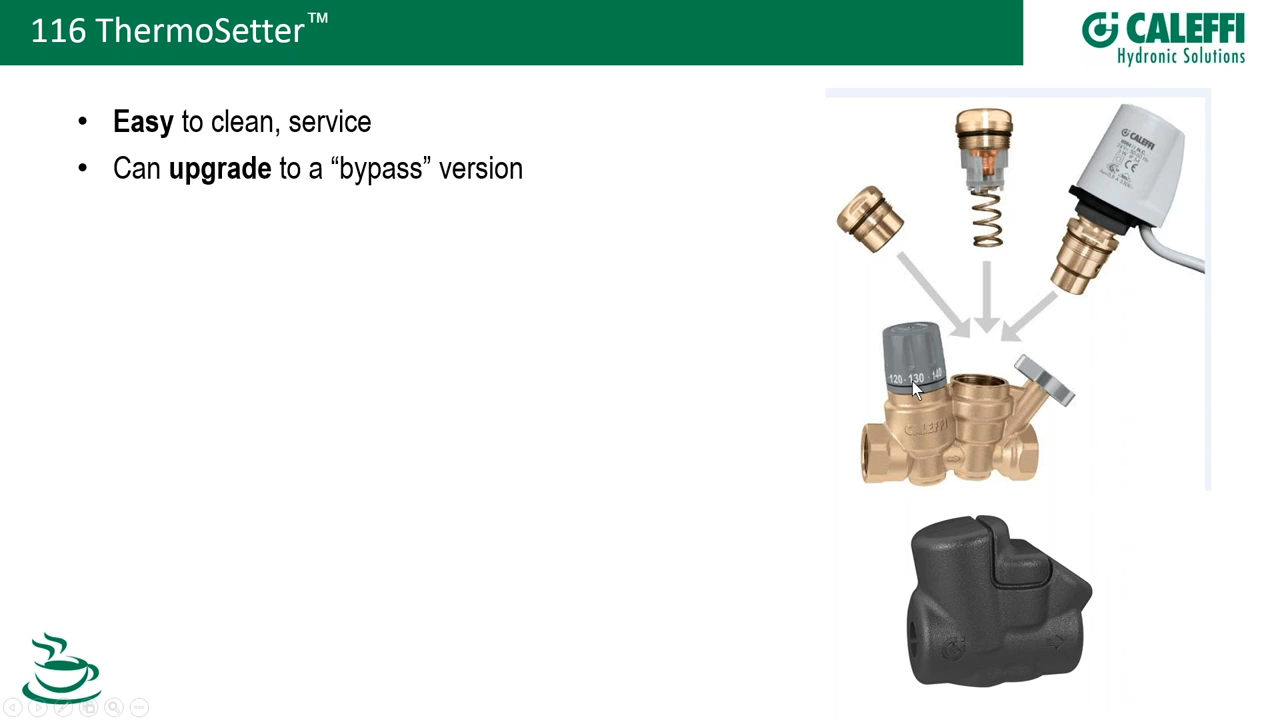 116 ThermoSetter™
CALEFFI
Hydronic Solutions
• Easy to clean, service
• Can upgrade to a “bypass” version
CALEFFI
120 · 130 · 140
CALEFFI